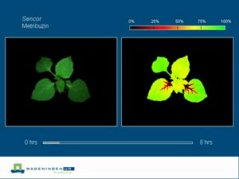 Sencor
Metribuzin
0% 25% 50% 75% 100%
0 hrs 8 hrs
WAGENINGEN UR